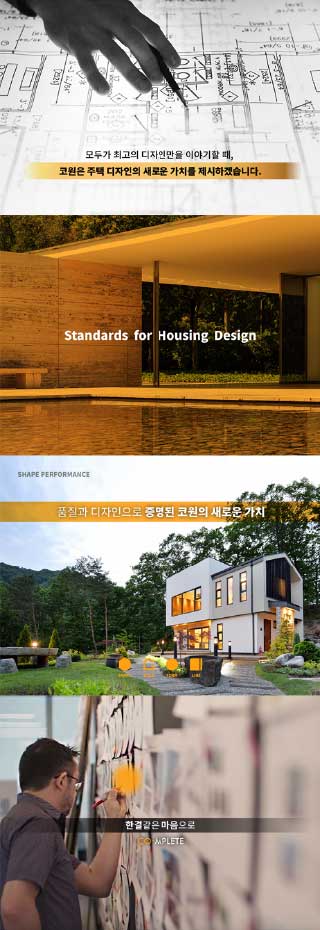 모두가 최고의 디자인만을 이야기할 때,
코원은 주택 디자인의 새로운 가치를 제시하겠습니다.
Standards for Housing Design
SHAPE PERFORMANCE
품질과 디자인으로 증명된 코원의 새로운 가치
한결같은 마음으로
COMPLETE